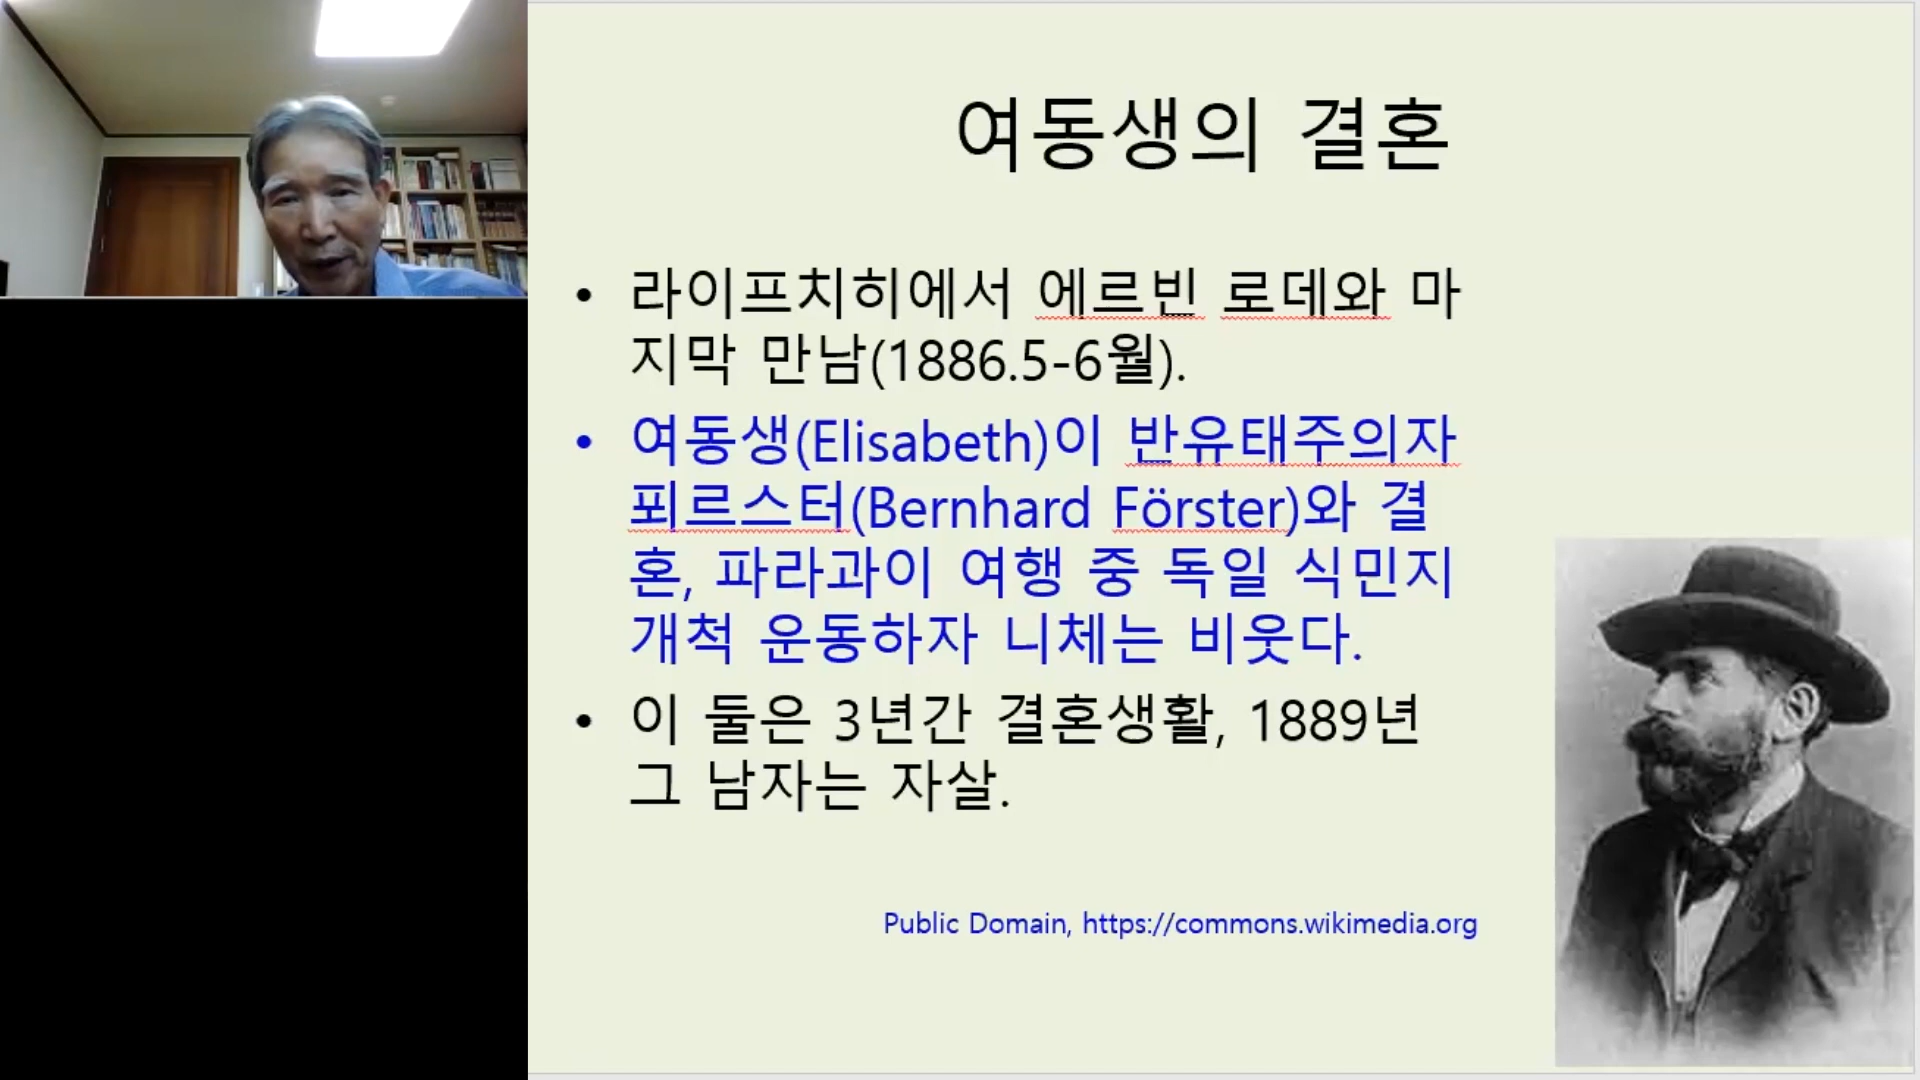 여동생의 결혼
• 라이프치히에서 에르빈 로데와 마
지막 만남(1886.5-6월).
• 여동생(Elisabeth)이 반유태주의자
푀르스터(Bernhard Förster)와 결
혼, 파라과이 여행 중 독일 식민지
개척 운동하자 니체는 비웃다.
• 이 둘은 3년간 결혼생활, 1889년
그 남자는 자살.
Public Domain, https://commons.wikimedia.org